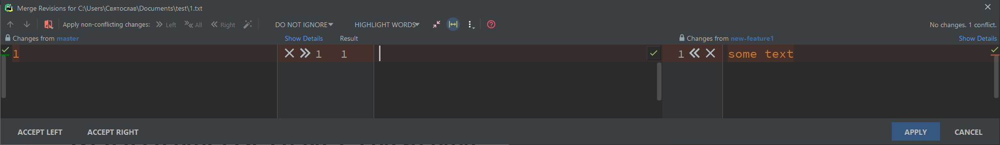 Merge Revisions for C:\Users\Святослав\Documents\test\1.txt
Apply non-conflicting changes: Left All Right DO NOT IGNORE HIGHLIGHT WORDS No changes. 1 conflict.
Changes from master Show Details Result Changes from new-feature1 Show Details
1 1 1 1 some text
ACCEPT LEFT ACCEPT RIGHT APPLY CANCEL